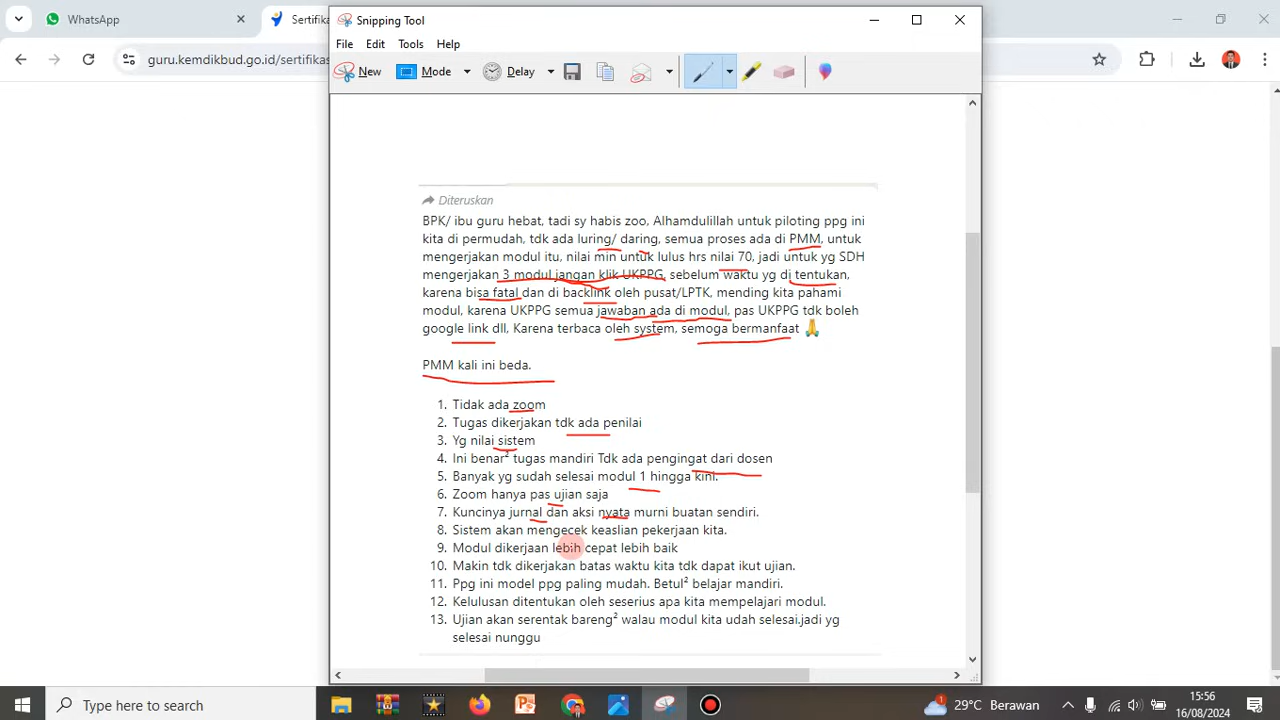 WhatsApp
Sertifikas
Snipping Tool
guru.kemdikbud.go.id/sertifikas
File Edit Tools Help
New Mode Delay
Diteruskan
BPK/ ibu guru hebat, tadi sy habis zoo, Alhamdulillah untuk piloting ppg ini
kita di permudah, tdk ada luring/ daring, semua proses ada di PMM, untuk
mengerjakan modul itu, nilai min untuk lulus hrs nilai 70, jadi untuk yg SDH
mengerjakan 3 modul jangan klik UKPPG, sebelum waktu yg di tentukan,
karena bisa fatal dan di backlink oleh pusat/LPTK, mending kita pahami
modul, karena UKPPG semua jawaban ada di modul, pas UKPPG tdk boleh
google link dll, Karena terbaca oleh system, semoga bermanfaat 🙏
PMM kali ini beda.
1. Tidak ada zoom
2. Tugas dikerjakan tdk ada penilai
3. Yg nilai sistem
4. Ini benar² tugas mandiri Tdk ada pengingat dari dosen
5. Banyak yg sudah selesai modul 1 hingga kini.
6. Zoom hanya pas ujian saja
7. Kuncinya jurnal dan aksi nyata murni buatan sendiri.
8. Sistem akan mengecek keaslian pekerjaan kita.
9. Modul dikerjaan lebih cepat lebih baik
10. Makin tdk dikerjakan batas waktu kita tdk dapat ikut ujian.
11. Ppg ini model ppg paling mudah. Betul² belajar mandiri.
12. Kelulusan ditentukan oleh seserius apa kita mempelajari modul.
13. Ujian akan serentak bareng² walau modul kita udah selesai.jadi yg
selesai nunggu
Type here to search
1
29°C Berawan
15:56
16/08/2024